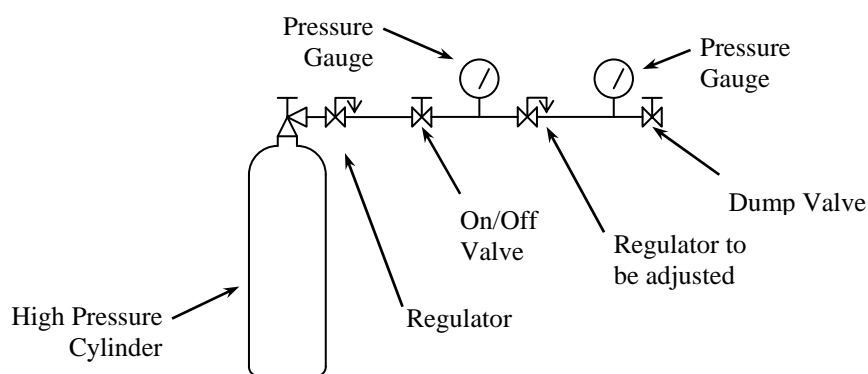 Pressure
Gauge
Pressure
Gauge
Dump Valve
On/Off
Valve
Regulator to
be adjusted
Regulator
High Pressure
Cylinder